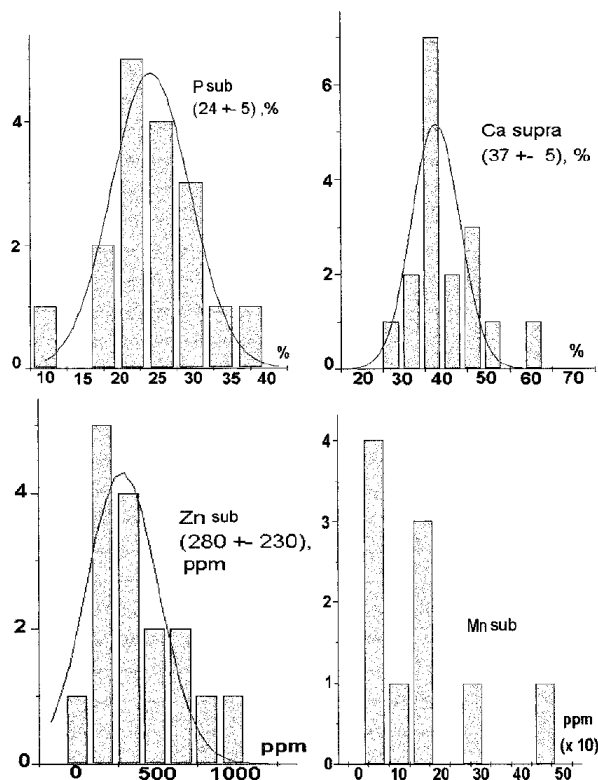 4
2
0
P sub
(24 +- 5) ,%
%
10 15 20 25 30 35 40
6
4
2
0
Ca supra
(37 +- 5), %
%
20 30 40 50 60 70
4
2
0
Zn sub
(280 +- 230),
ppm
0 500 1000 ppm
4
3
2
1
0
Mn sub
ppm
(x 10)
0 10 20 30 40 50